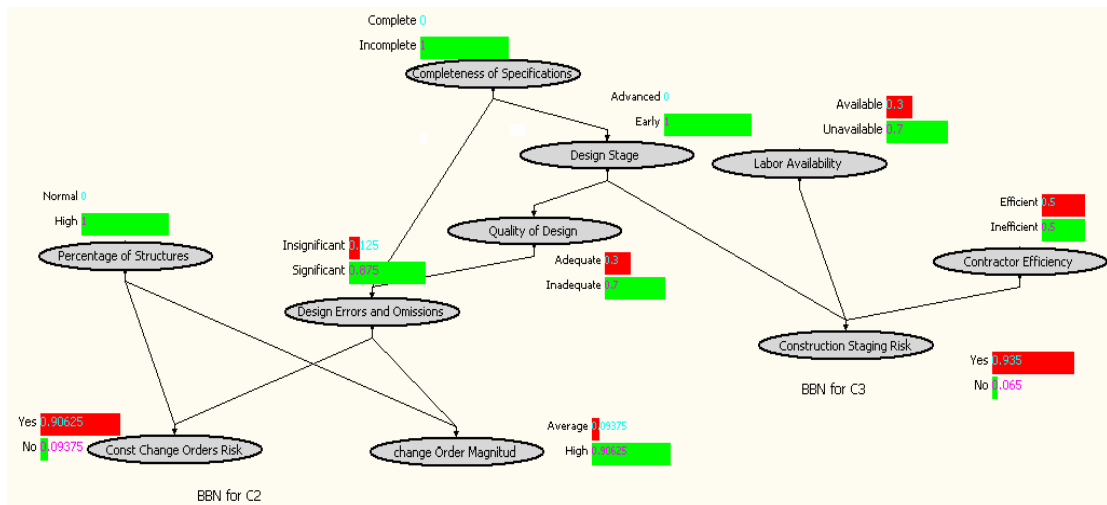 Complete 0
Incomplete 1
Completeness of Specifications
Advanced 0
Early 1
Design Stage
Available 0.3
Unavailable 0.7
Labor Availability
Normal 0
High 1
Percentage of Structures
Quality of Design
Adequate 0.3
Inadequate 0.7
Efficient 0.5
Inefficient 0.5
Contractor Efficiency
Insignificant 0.125
Significant 0.875
Design Errors and Omissions
Construction Staging Risk
Yes 0.935
No 0.065
BBN for C3
Yes 0.90625
No 0.09375
Const Change Orders Risk
change Order Magnitud
Average 0.09375
High 0.90625
BBN for C2